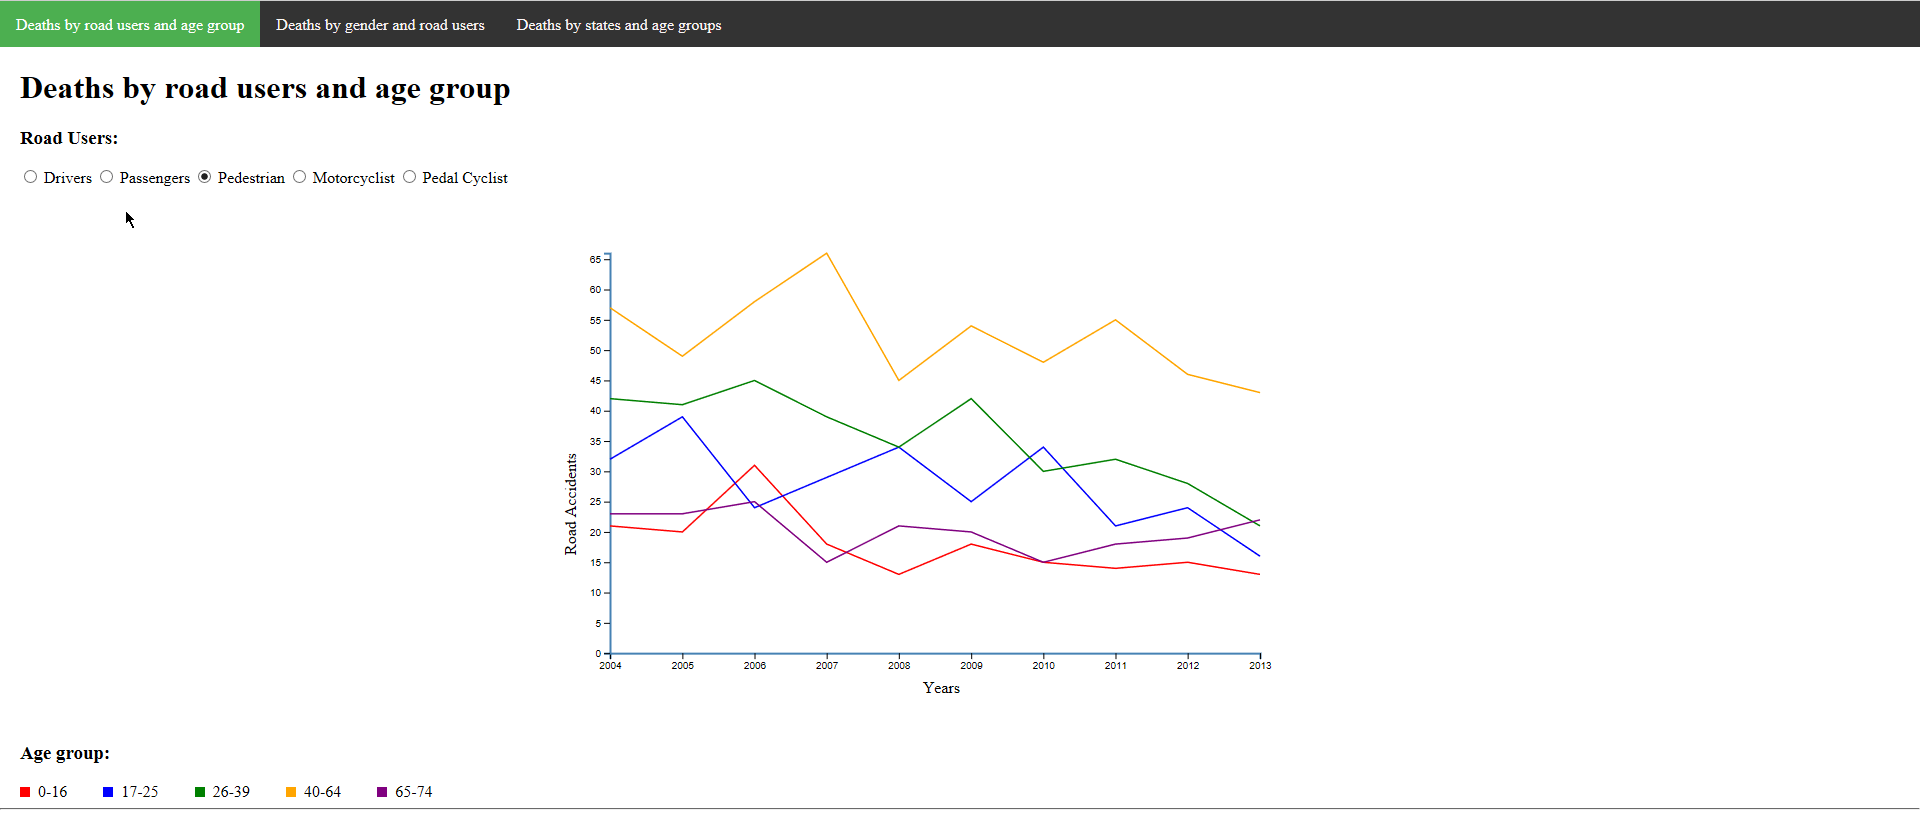 Deaths by road users and age group Deaths by gender and road users Deaths by states and age groups
Deaths by road users and age group
Road Users:
Drivers Passengers Pedestrian Motorcyclist Pedal Cyclist
65
60
55
50
45
40
35
30
25
20
15
10
5
0
Road Accidents
2004 2005 2006 2007 2008 2009 2010 2011 2012 2013
Years
Age group:
0-16 17-25 26-39 40-64 65-74